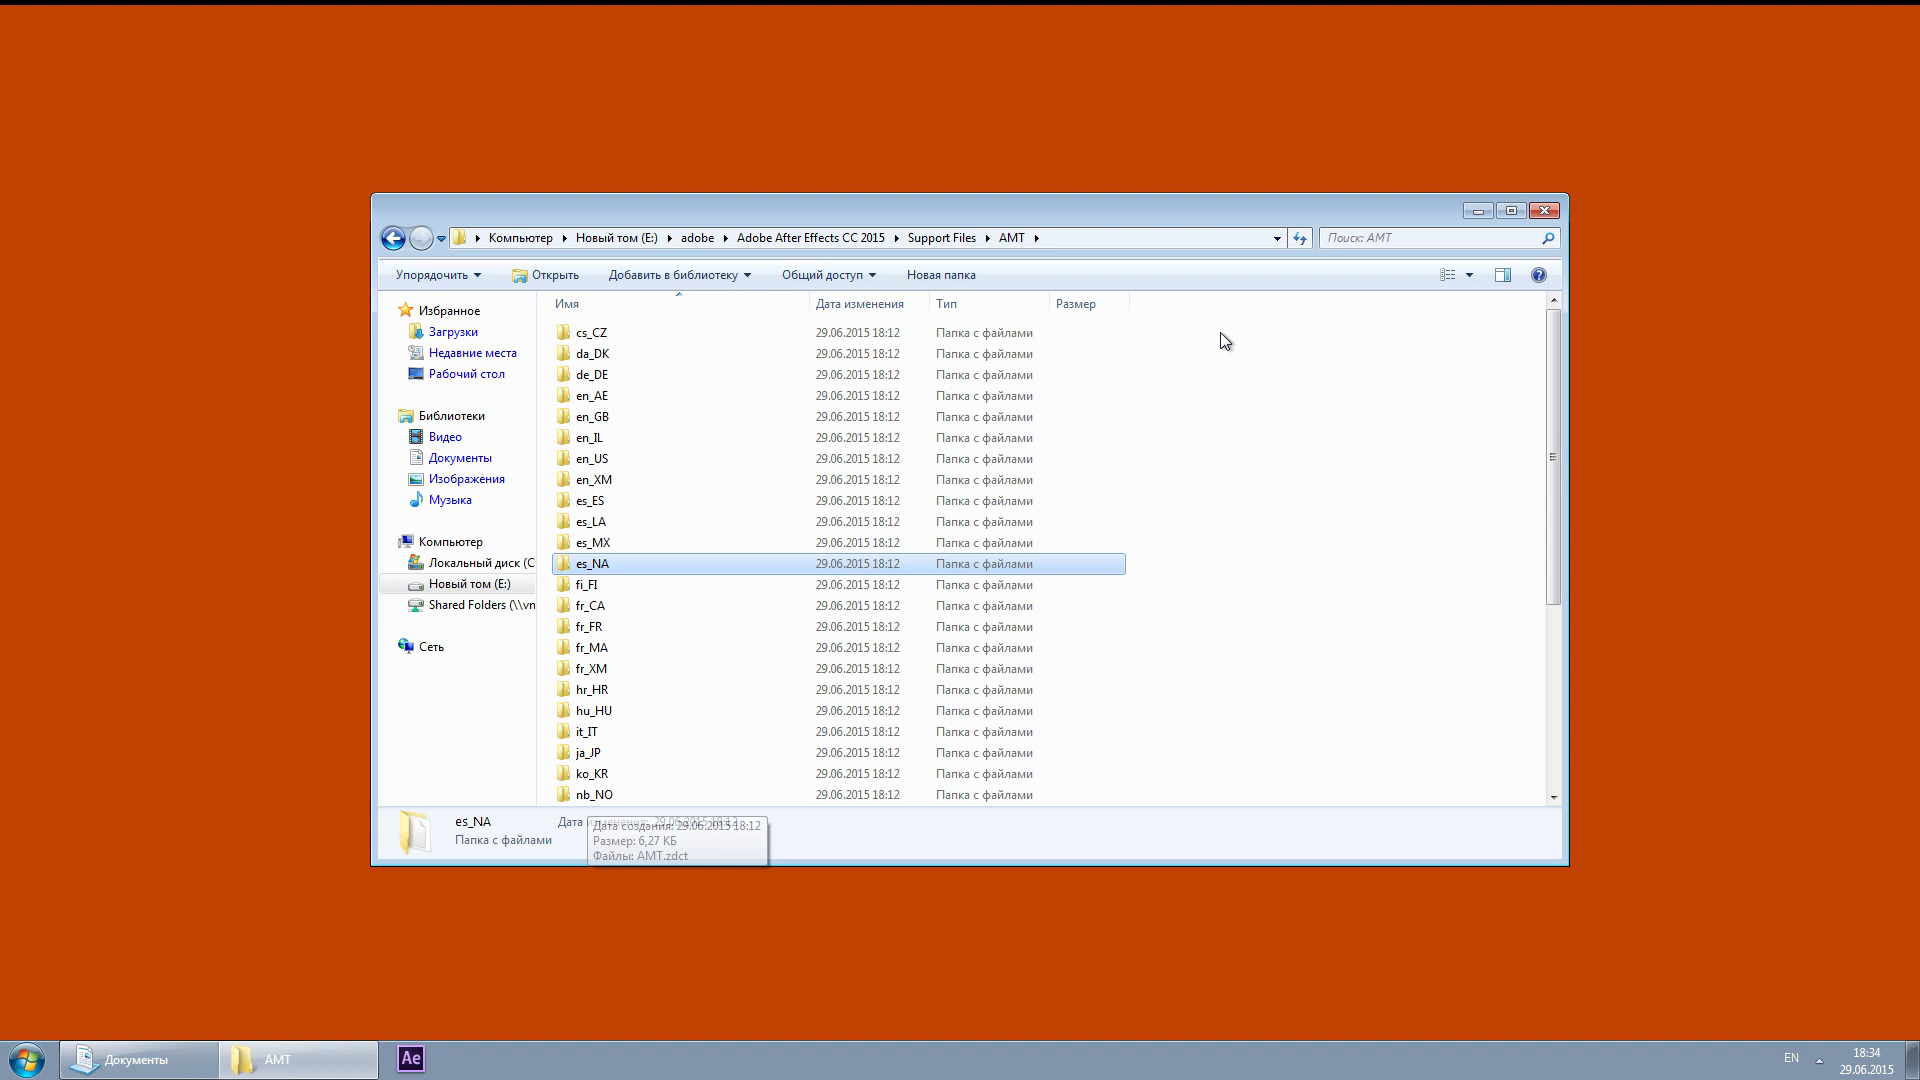 Компьютер Новый том (E:) adobe Adobe After Effects CC 2015 Support Files AMT Поиск: AMT
Упорядочить Открыть Добавить в библиотеку Общий доступ Новая папка
Избранное
Загрузки
Недавние места
Рабочий стол
Библиотеки
Видео
Документы
Изображения
Музыка
Компьютер
Локальный диск (C
Новый том (E:)
Shared Folders (\\vn
Сеть
Имя Дата изменения Тип Размер
cs_CZ 29.06.2015 18:12 Папка с файлами
da_DK 29.06.2015 18:12 Папка с файлами
de_DE 29.06.2015 18:12 Папка с файлами
en_AE 29.06.2015 18:12 Папка с файлами
en_GB 29.06.2015 18:12 Папка с файлами
en_IL 29.06.2015 18:12 Папка с файлами
en_US 29.06.2015 18:12 Папка с файлами
en_XM 29.06.2015 18:12 Папка с файлами
es_ES 29.06.2015 18:12 Папка с файлами
es_LA 29.06.2015 18:12 Папка с файлами
es_MX 29.06.2015 18:12 Папка с файлами
es_NA 29.06.2015 18:12 Папка с файлами
fi_FI 29.06.2015 18:12 Папка с файлами
fr_CA 29.06.2015 18:12 Папка с файлами
fr_FR 29.06.2015 18:12 Папка с файлами
fr_MA 29.06.2015 18:12 Папка с файлами
fr_XM 29.06.2015 18:12 Папка с файлами
hr_HR 29.06.2015 18:12 Папка с файлами
hu_HU 29.06.2015 18:12 Папка с файлами
it_IT 29.06.2015 18:12 Папка с файлами
ja_JP 29.06.2015 18:12 Папка с файлами
ko_KR 29.06.2015 18:12 Папка с файлами
nb_NO 29.06.2015 18:12 Папка с файлами
es_NA Дата изменения: 29.06.2015 18:12
Папка с файлами
Дата создания: 29.06.2015 18:12
Размер: 6,27 КБ
Файлы: AMT.zdct
Документы AMT Ae EN 18:34
29.06.2015